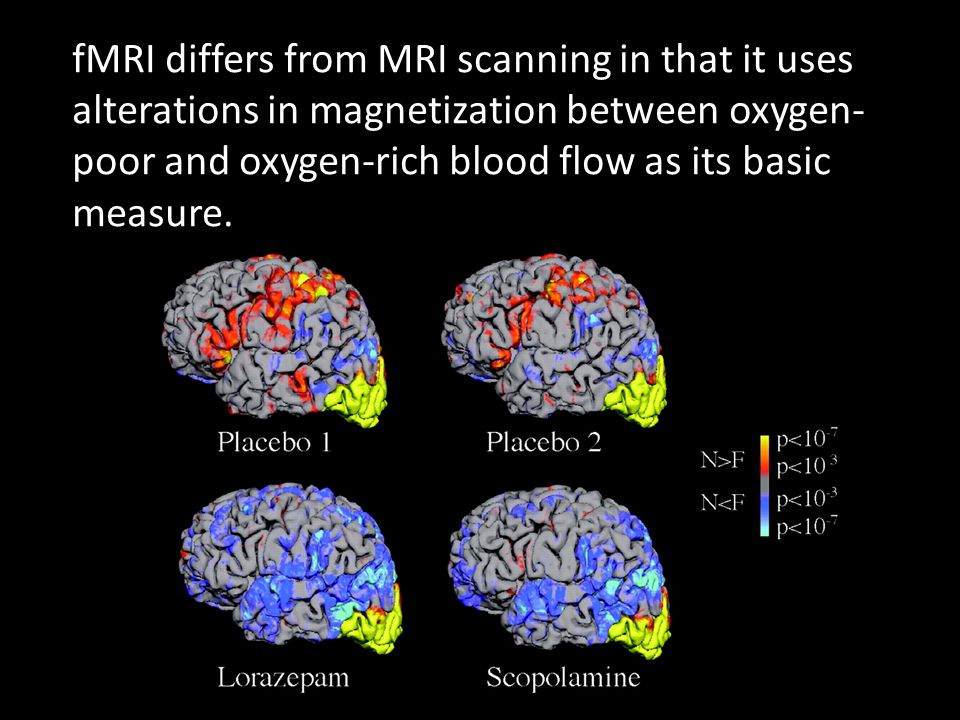 fMRI differs from MRI scanning in that it uses
alterations in magnetization between oxygen-
poor and oxygen-rich blood flow as its basic
measure.
Placebo 1
Placebo 2
N>F
N<F
p<10⁻⁷
p<10⁻³
p<10⁻³
p<10⁻⁷
Lorazepam
Scopolamine